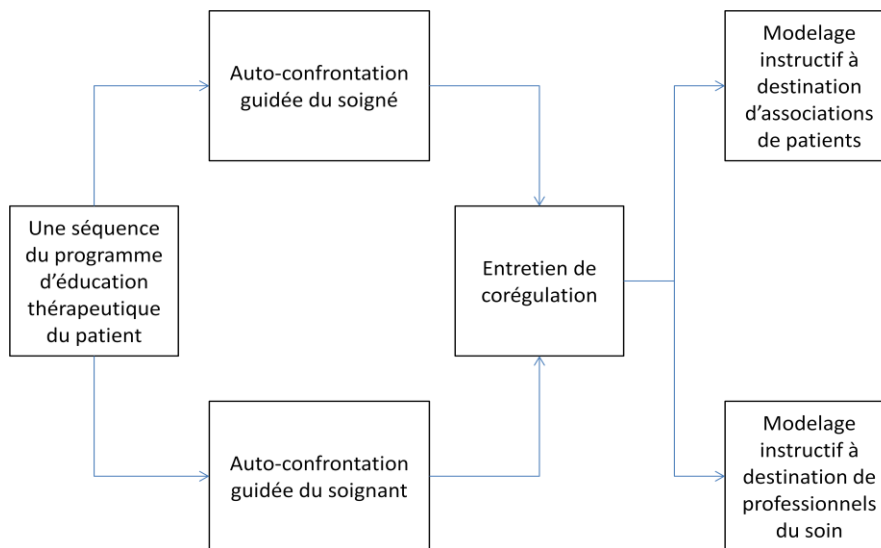 Une séquence
du programme
d'éducation
thérapeutique
du patient
Auto-confrontation
guidée du soigné
Auto-confrontation
guidée du soignant
Entretien de
corégulation
Modelage
instructif à
destination
d'associations
de patients
Modelage
instructif à
destination de
professionnels
du soin